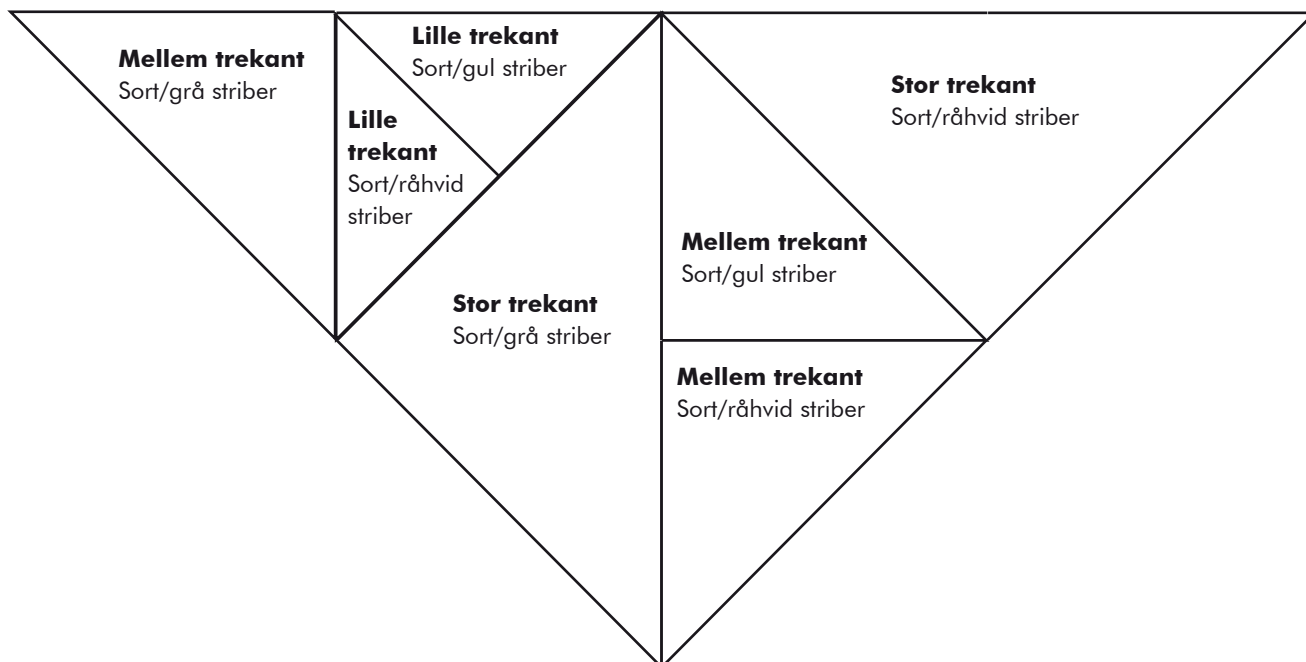 Mellem trekant
Sort/grå striber
Lille trekant
Sort/gul striber
Lille
trekant
Sort/råhvid
striber
Stor trekant
Sort/råhvid striber
Mellem trekant
Sort/gul striber
Stor trekant
Sort/grå striber
Mellem trekant
Sort/råhvid striber